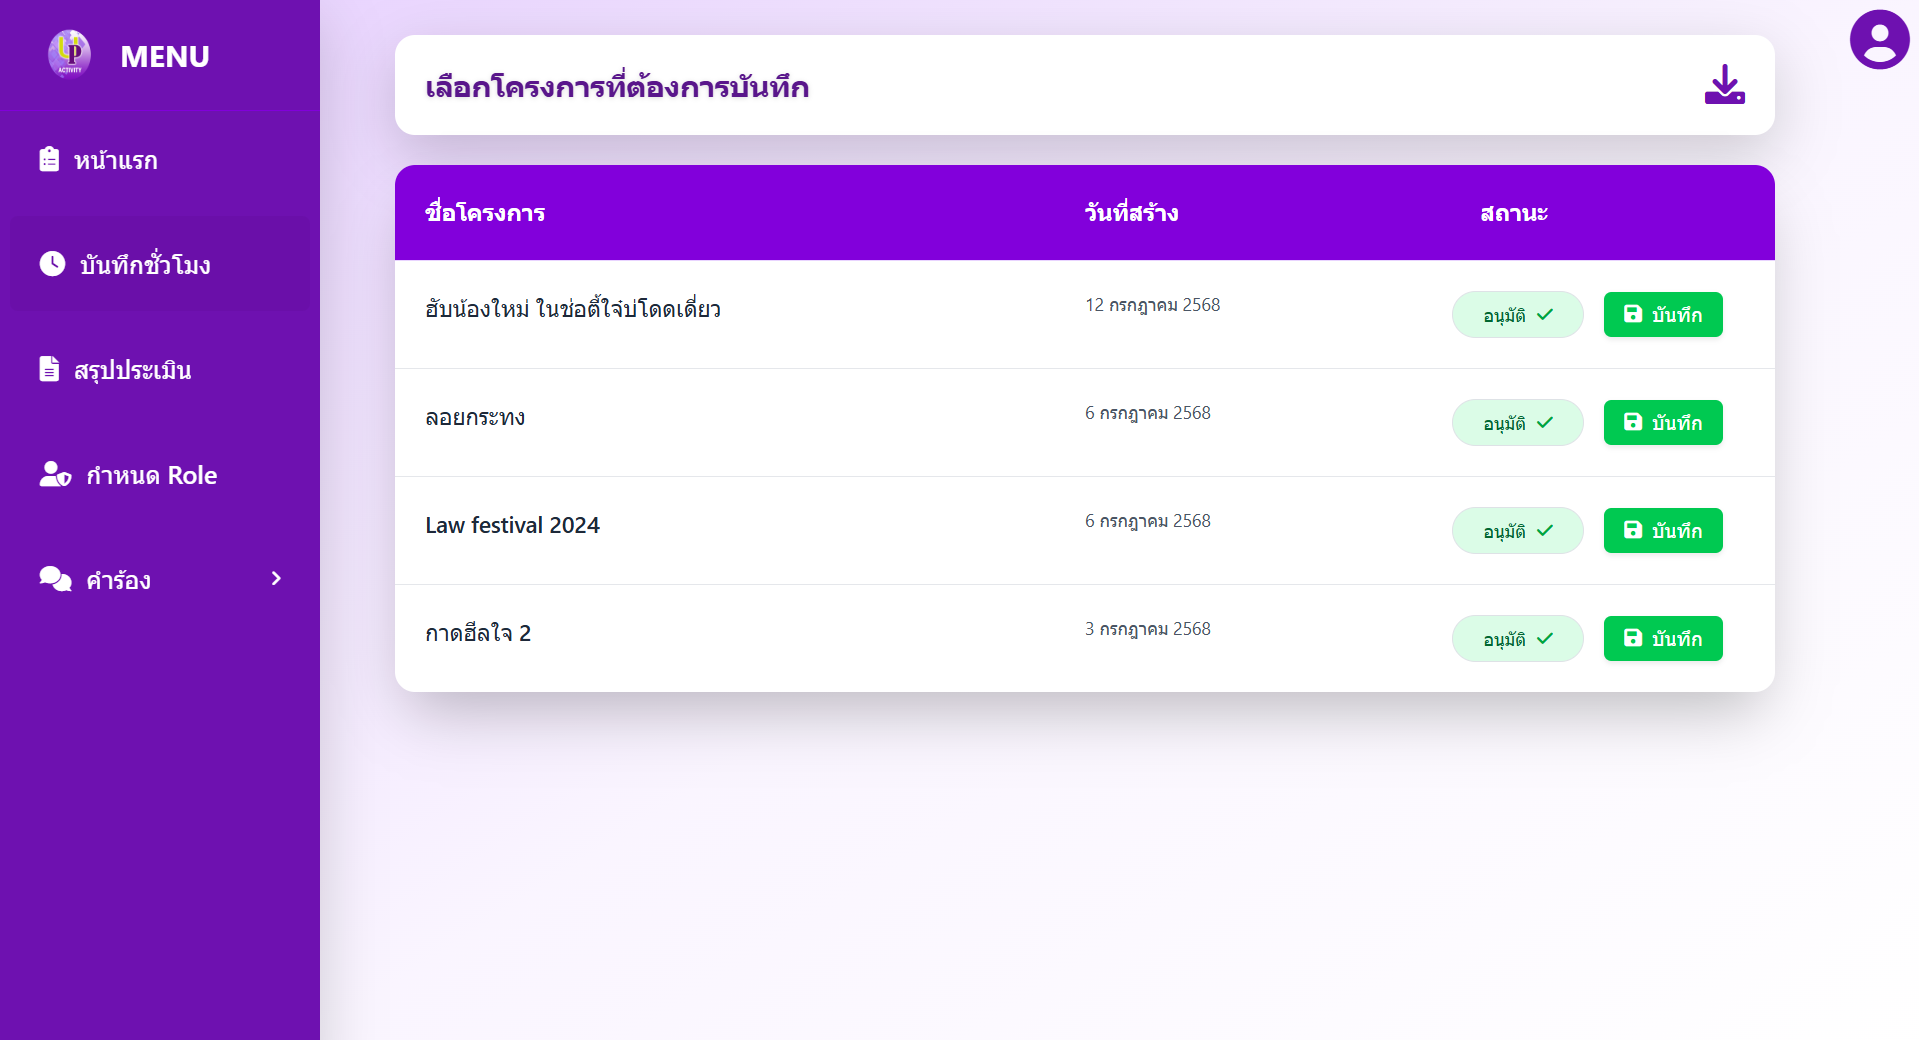 UP
ACTIVITY
MENU
หน้าแรก
บันทึกชั่วโมง
สรุปประเมิน
กำหนด Role
คำร้อง
เลือกโครงการที่ต้องการบันทึก
ชื่อโครงการ วันที่สร้าง สถานะ
ฮับน้องใหม่ ในช่อตี้ใจ๋บ่โดดเดี่ยว 12 กรกฎาคม 2568 อนุมัติ บันทึก
ลอยกระทง 6 กรกฎาคม 2568 อนุมัติ บันทึก
Law festival 2024 6 กรกฎาคม 2568 อนุมัติ บันทึก
กาดฮีลใจ 2 3 กรกฎาคม 2568 อนุมัติ บันทึก